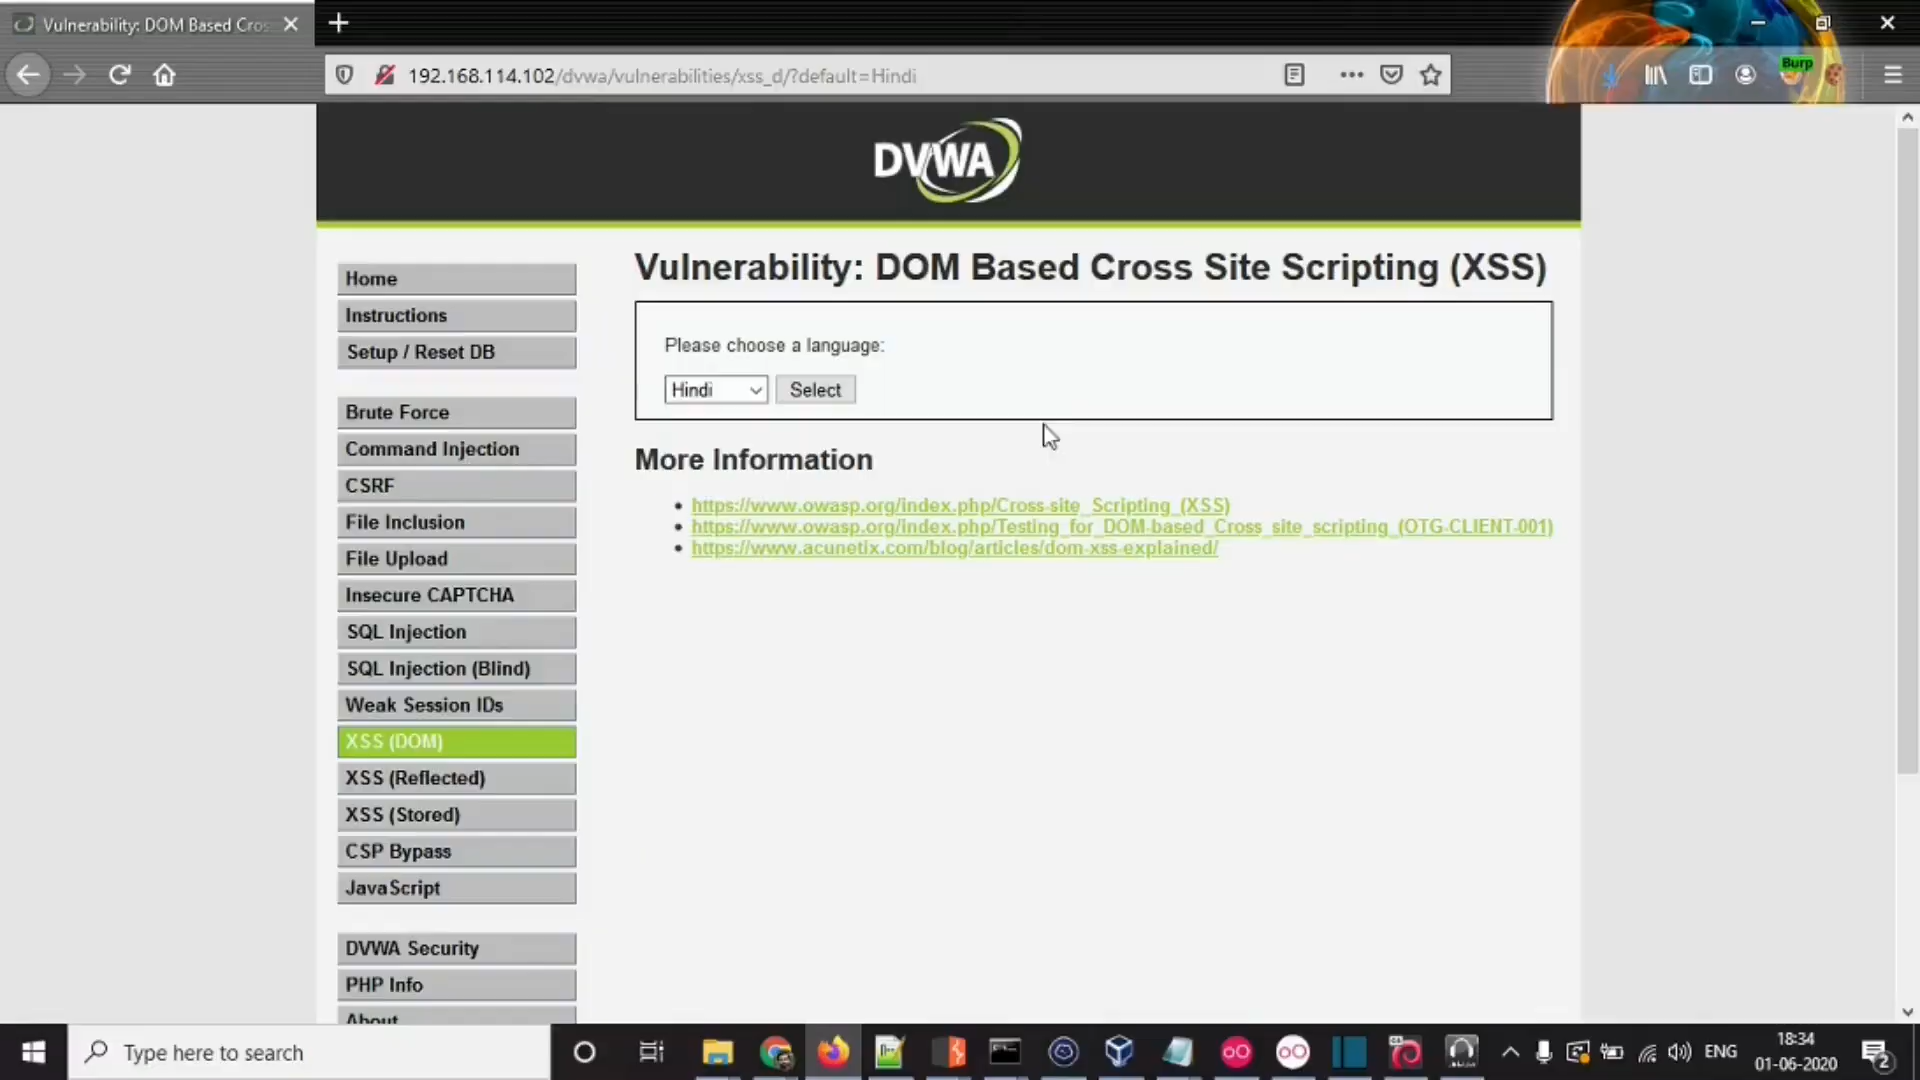 Vulnerability: DOM Based Cros
Burp
192.168.114.102/dvwa/vulnerabilities/xss_d/?default=Hindi
DVWA
Home
Instructions
Setup / Reset DB
Brute Force
Command Injection
CSRF
File Inclusion
File Upload
Insecure CAPTCHA
SQL Injection
SQL Injection (Blind)
Weak Session IDs
XSS (DOM)
XSS (Reflected)
XSS (Stored)
CSP Bypass
JavaScript
DVWA Security
PHP Info
About
Vulnerability: DOM Based Cross Site Scripting (XSS)
Please choose a language:
Hindi Select
More Information
https://www.owasp.org/index.php/Cross-site_Scripting_(XSS)
https://www.owasp.org/index.php/Testing_for_DOM-based_Cross_site_scripting_(OTG-CLIENT-001)
https://www.acunetix.com/blog/articles/dom-xss-explained/
Type here to search
ENG
18:34
01-06-2020
2